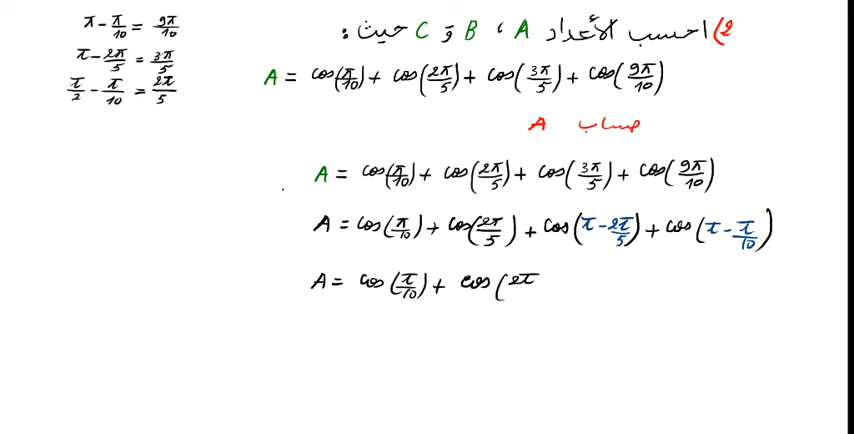 2) احسب الأعداد A ، B و C حيث :
A = cos(π/10) + cos(2π/5) + cos(3π/5) + cos(9π/10)
π - π/10 = 9π/10
π - 2π/5 = 3π/5
π/2 - π/10 = 2π/5
حساب A
A = cos(π/10) + cos(2π/5) + cos(3π/5) + cos(9π/10)
A = cos(π/10) + cos(2π/5) + cos(π - 2π/5) + cos(π - π/10)
A = cos(π/10) + cos(2π